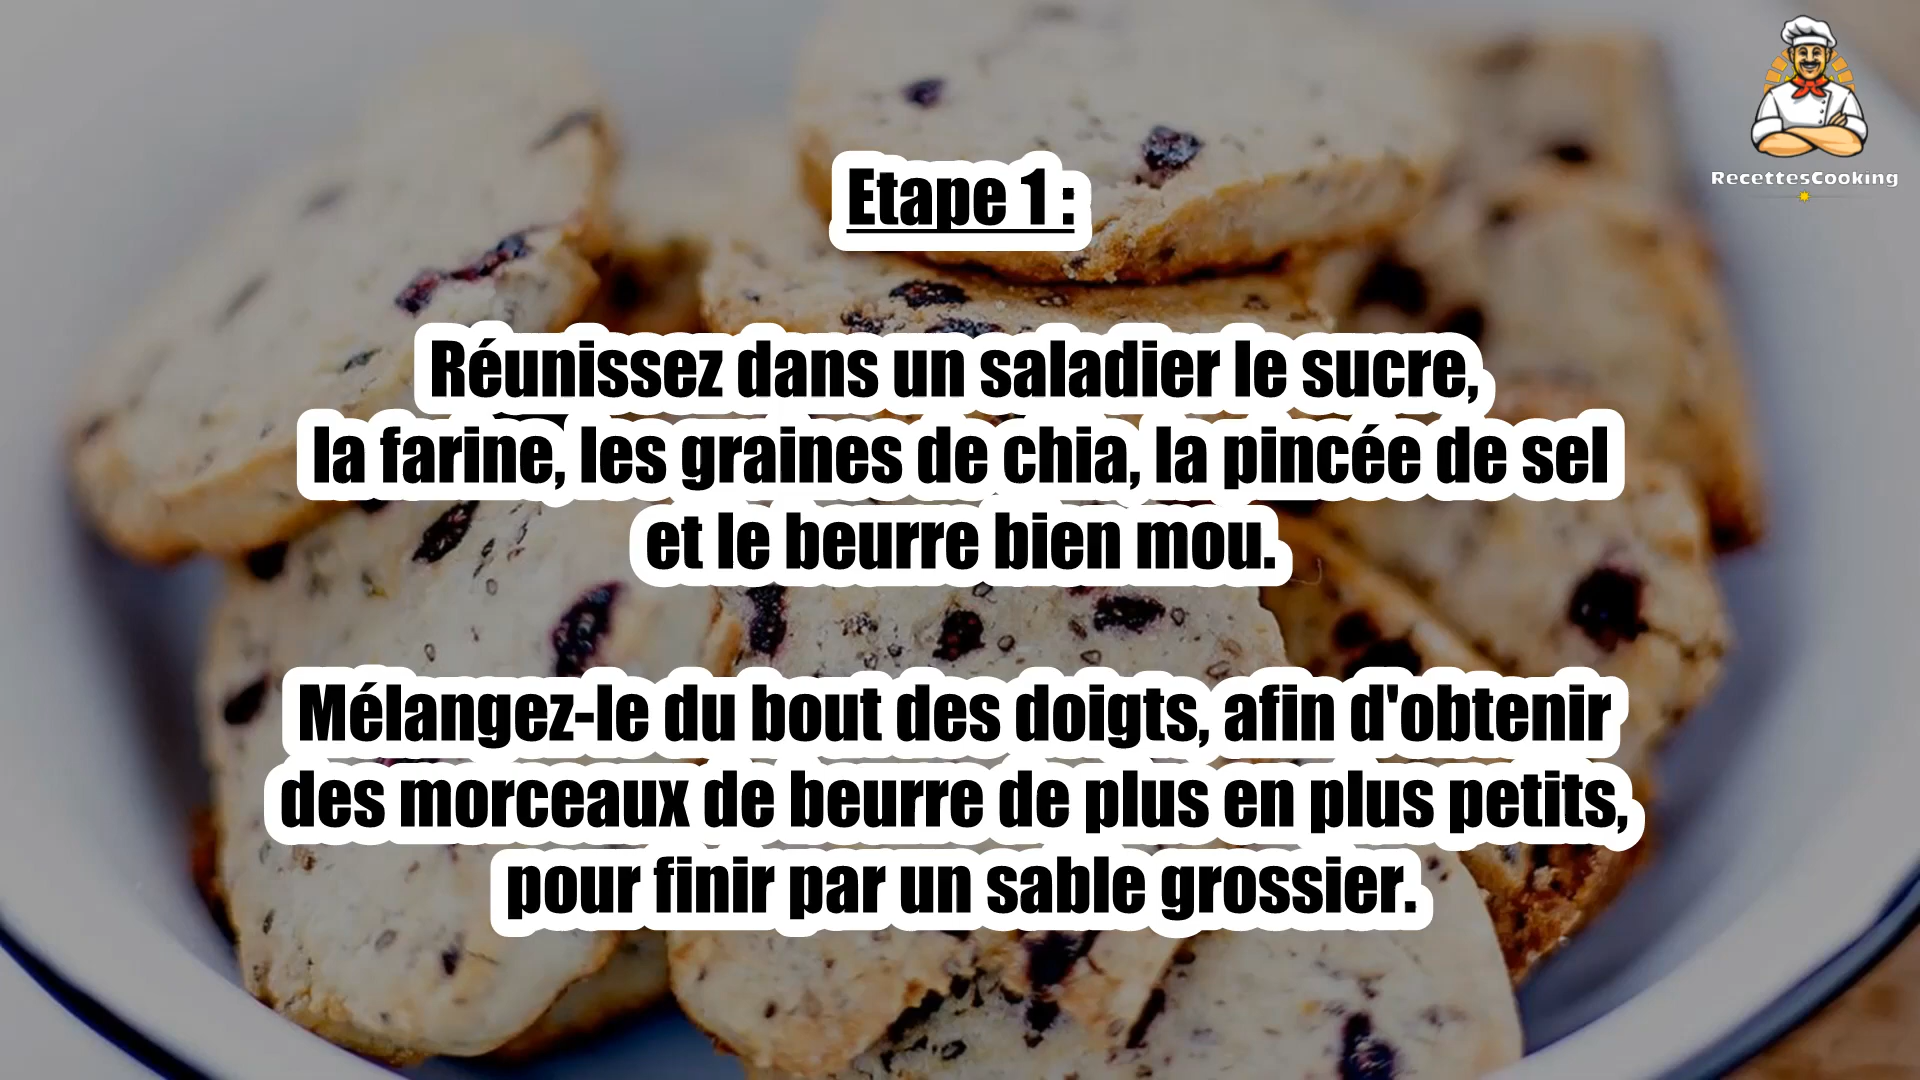 RecettesCooking
Etape 1 :
Réunissez dans un saladier le sucre,
la farine, les graines de chia, la pincée de sel
et le beurre bien mou.
Mélangez-le du bout des doigts, afin d'obtenir
des morceaux de beurre de plus en plus petits,
pour finir par un sable grossier.